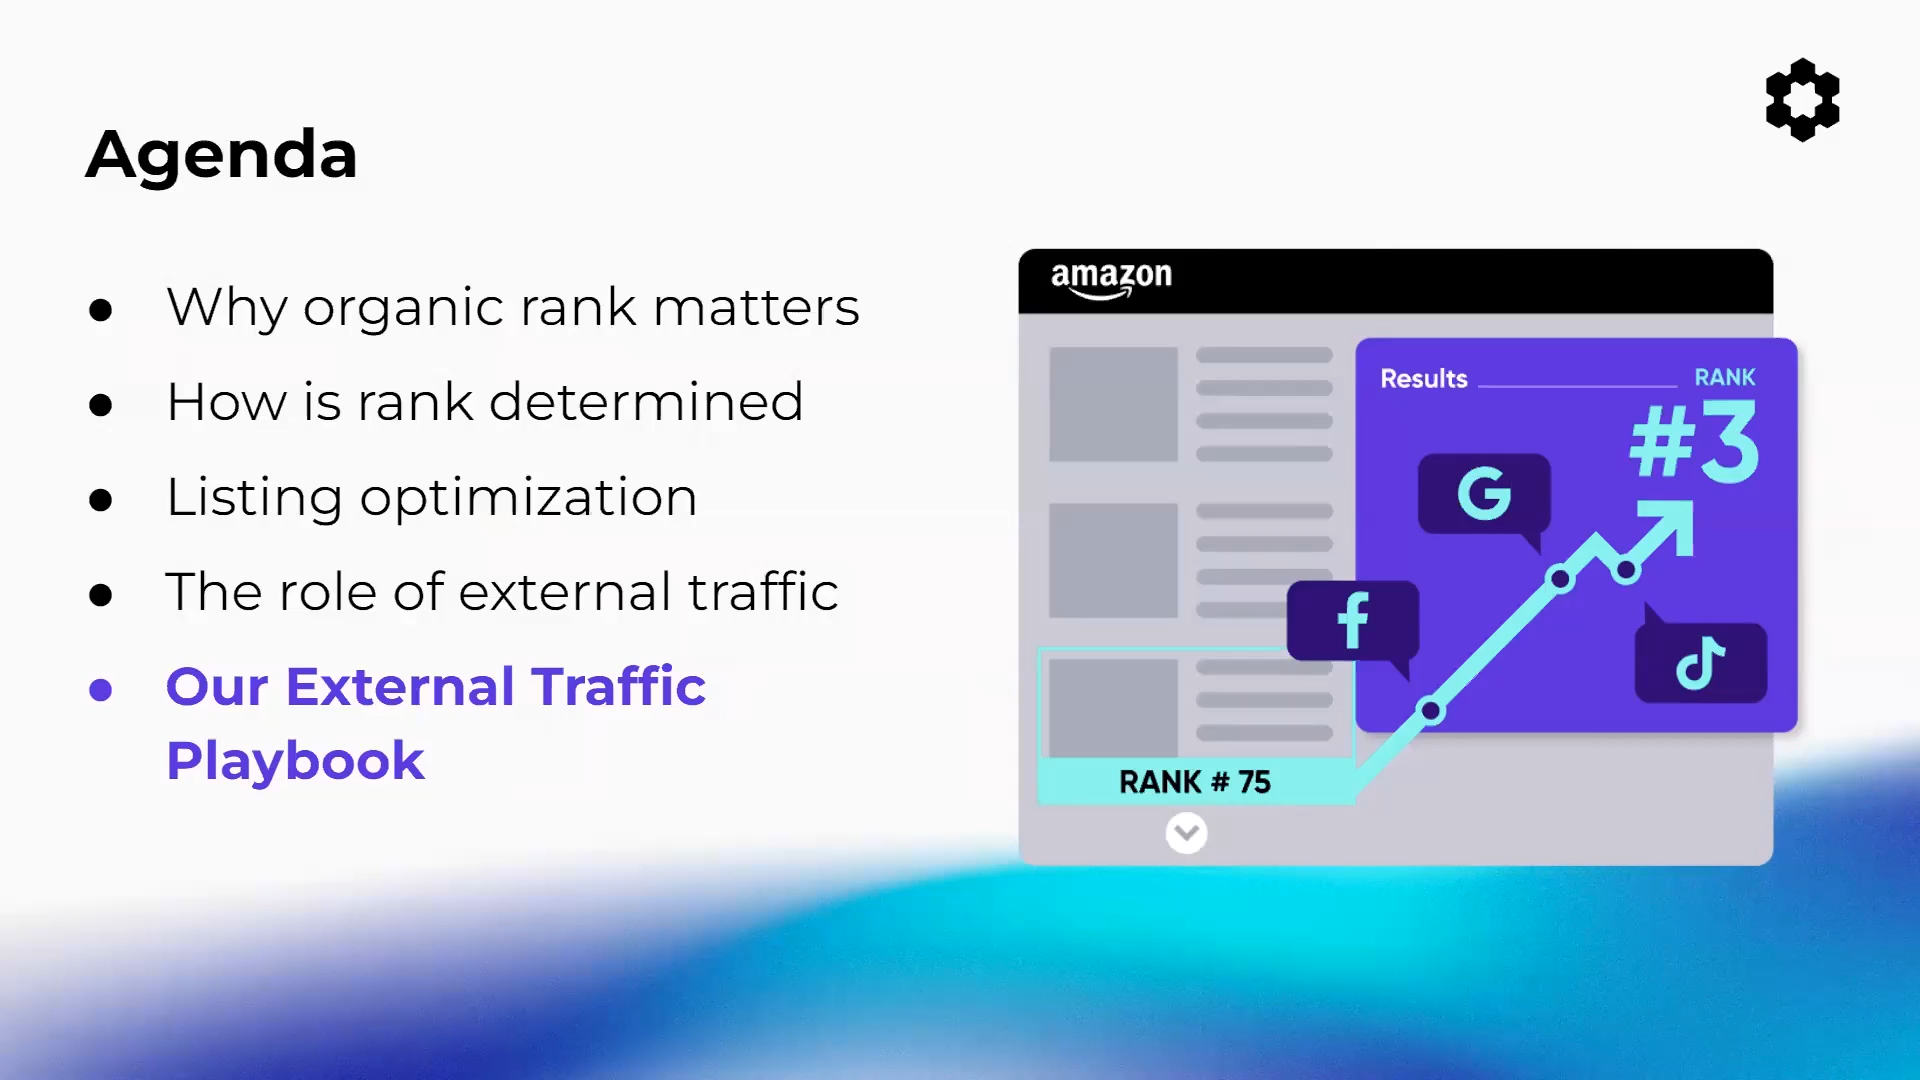 Agenda
● Why organic rank matters
● How is rank determined
● Listing optimization
● The role of external traffic
● Our External Traffic
Playbook
amazon
Results
RANK
#3
RANK # 75